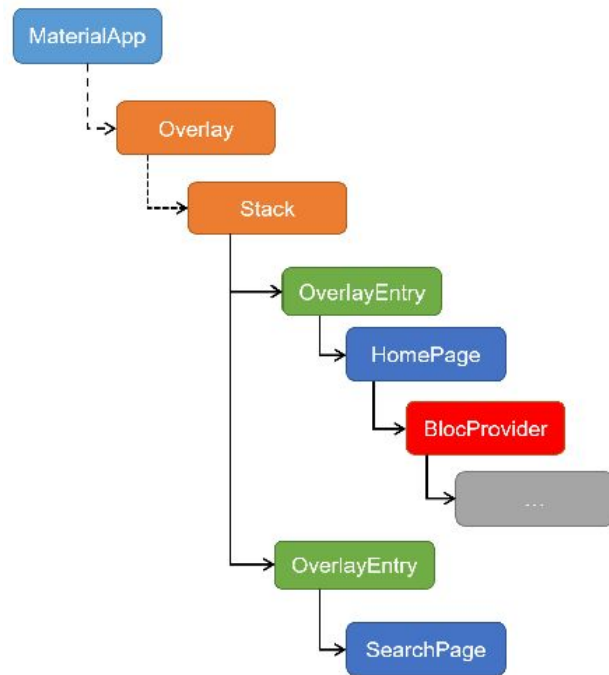 MaterialApp
Overlay
Stack
OverlayEntry
HomePage
BlocProvider
...
OverlayEntry
SearchPage